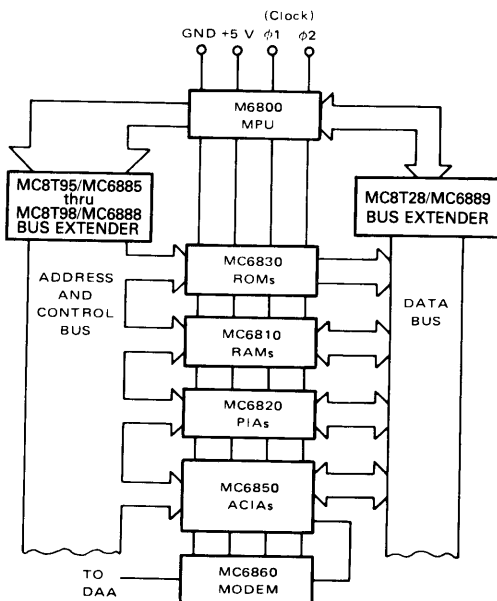 (Clock)
GND +5 V ϕ1 ϕ2
M6800
MPU
MC8T95/MC6885
thru
MC8T98/MC6888
BUS EXTENDER
MC8T28/MC6889
BUS EXTENDER
ADDRESS
AND
CONTROL
BUS
MC6830
ROMs
DATA
BUS
MC6810
RAMs
MC6820
PIAs
MC6850
ACIAs
TO
DAA
MC6860
MODEM